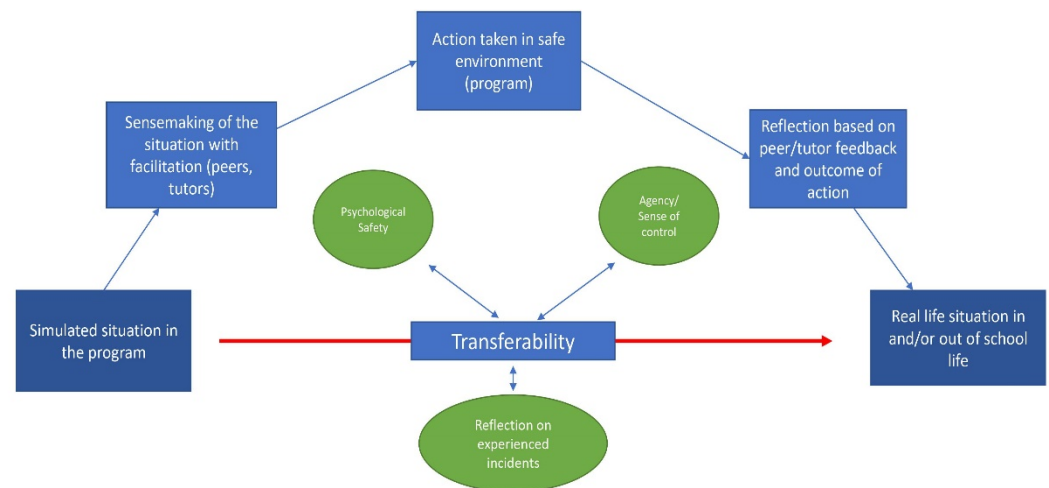 Action taken in safe
environment
(program)
Sensemaking of the
situation with
facilitation (peers,
tutors)
Reflection based on
peer/tutor feedback
and outcome of
action
Psychological
Safety
Agency/
Sense of
control
Simulated situation in
the program
Transferability
Real life situation in
and/or out of school
life
Reflection on
experienced
incidents